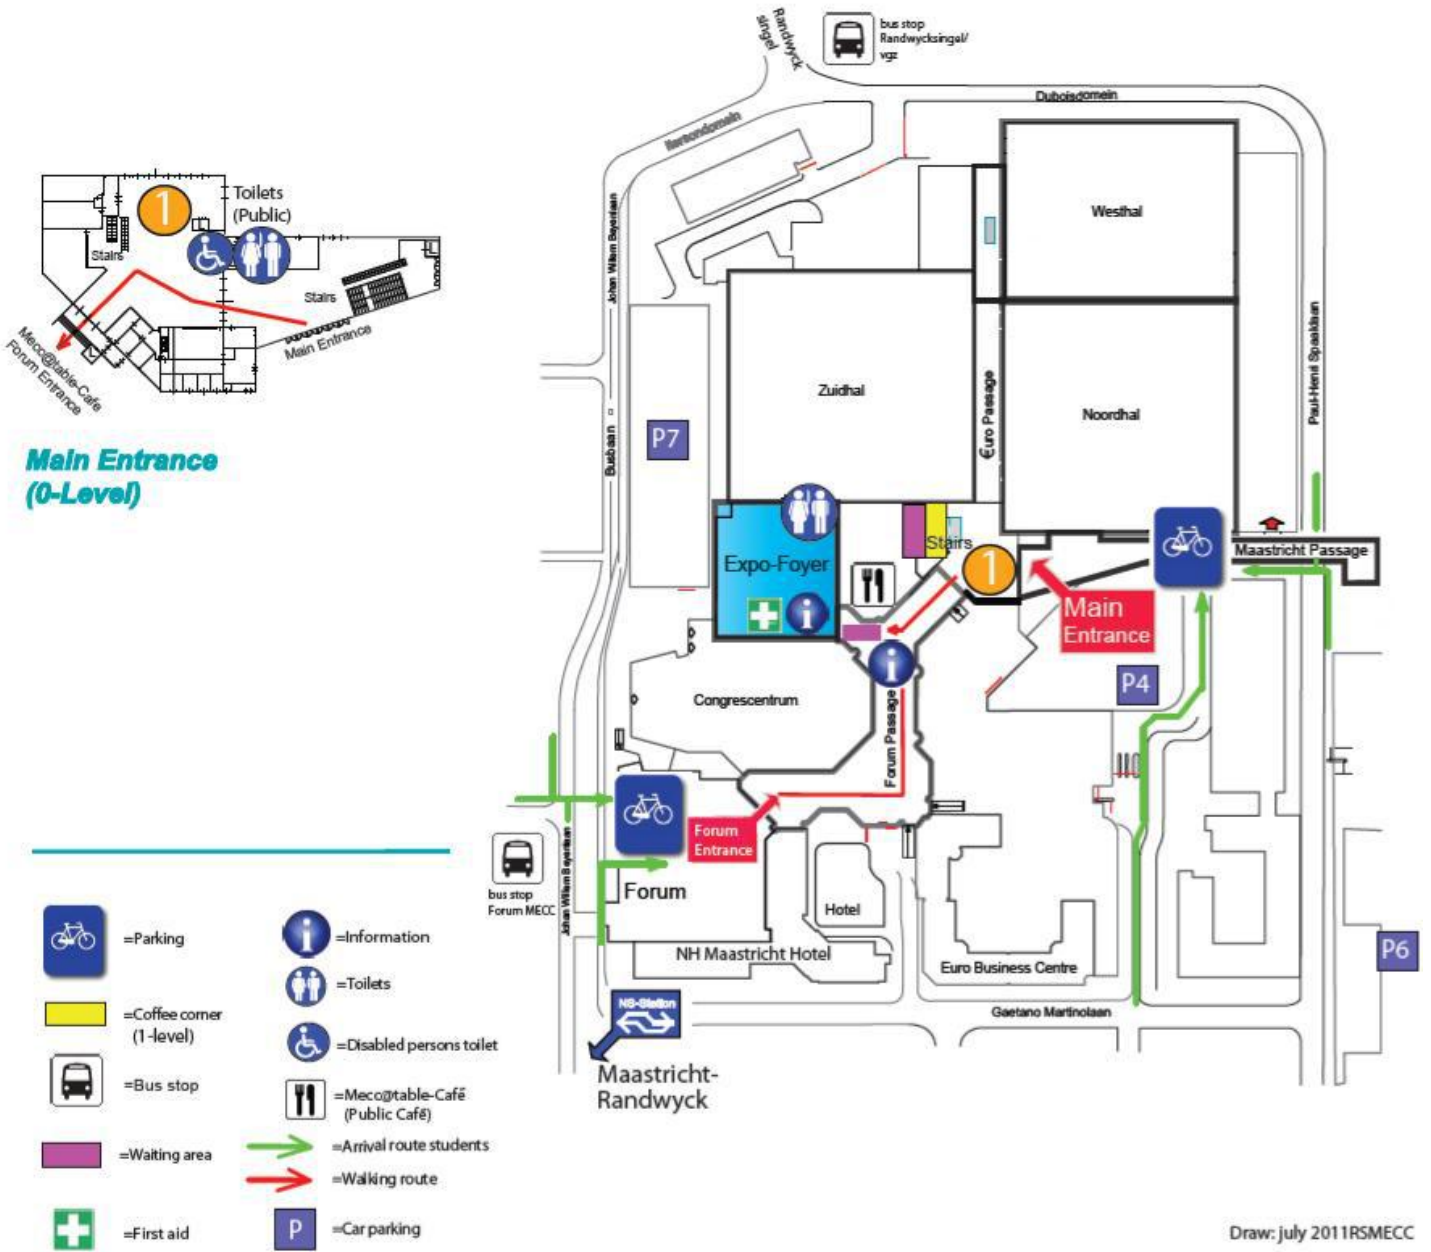 Randwyck
singel
bus stop
Randwycksingel/
vgz
Duboisdomein
Johan Willem Beyenlaan
Westhal
1
Toilets
(Public)
Stairs
Stairs
Main Entrance
Mecc@table-Cafe
Forum Entrance
Main Entrance
(0-Level)
Paul-Henri Spaaklaan
Zuidhal
Euro Passage
Noordhal
P7
Busbaan
Expo-Foyer
Stairs
1
Maastricht Passage
Main
Entrance
P4
Congrescentrum
Forum Passage
Forum
Entrance
bus stop
Forum MECC
Johan Willem Beyenlaan
Forum
Hotel
NH Maastricht Hotel
Euro Business Centre
P6
NS-Station
Gaetano Martinolaan
Maastricht-
Randwyck
=Parking
=Coffee corner
(1-level)
=Bus stop
=Waiting area
=First aid
=Information
=Toilets
=Disabled persons toilet
=Mecc@table-Café
(Public Café)
=Arrival route students
=Walking route
P
=Car parking
Draw: july 2011RSMECC